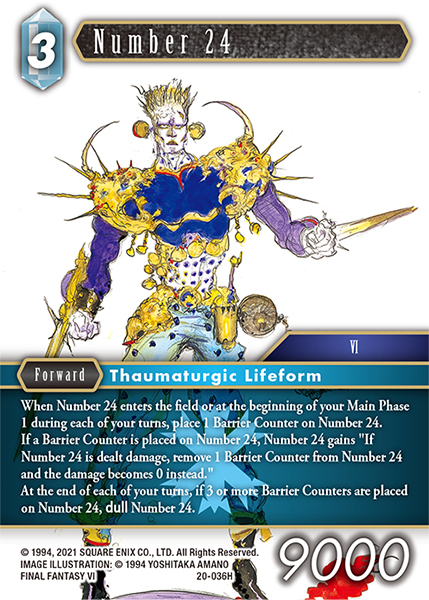 3
Number 24
VI
Forward
Thaumaturgic Lifeform
When Number 24 enters the field or at the beginning of your Main Phase
1 during each of your turns, place 1 Barrier Counter on Number 24.
If a Barrier Counter is placed on Number 24, Number 24 gains "If
Number 24 is dealt damage, remove 1 Barrier Counter from Number 24
and the damage becomes 0 instead."
At the end of each of your turns, if 3 or more Barrier Counters are placed
on Number 24, dull Number 24.
© 1994, 2021 SQUARE ENIX CO., LTD. All Rights Reserved.
IMAGE ILLUSTRATION: © 1994 YOSHITAKA AMANO
FINAL FANTASY VI
20-036H
9000